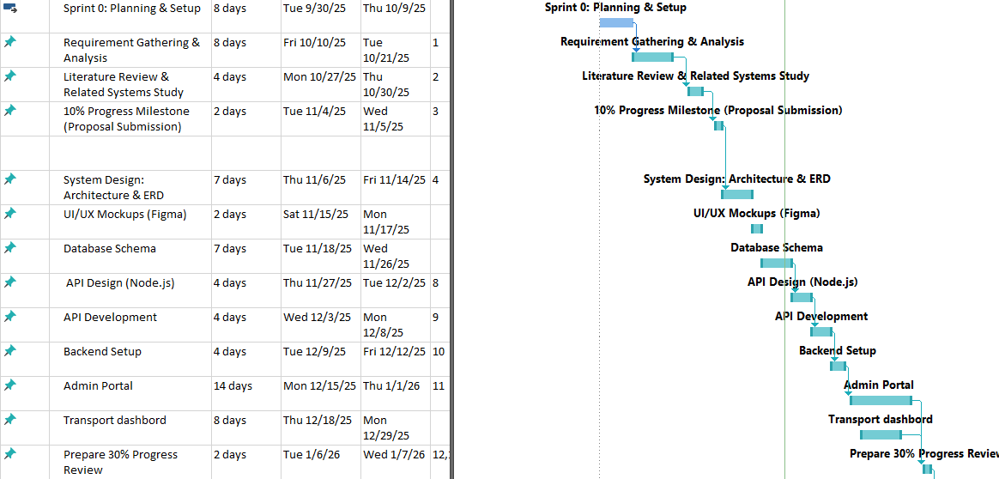 Sprint 0: Planning & Setup 8 days Tue 9/30/25 Thu 10/9/25
Requirement Gathering & 8 days Fri 10/10/25 Tue 1
Analysis 10/21/25
Literature Review & 4 days Mon 10/27/25 Thu 2
Related Systems Study 10/30/25
10% Progress Milestone 2 days Tue 11/4/25 Wed 3
(Proposal Submission) 11/5/25
System Design: 7 days Thu 11/6/25 Fri 11/14/25 4
Architecture & ERD
UI/UX Mockups (Figma) 2 days Sat 11/15/25 Mon
11/17/25
Database Schema 7 days Tue 11/18/25 Wed
11/26/25
API Design (Node.js) 4 days Thu 11/27/25 Tue 12/2/25 8
API Development 4 days Wed 12/3/25 Mon 9
12/8/25
Backend Setup 4 days Tue 12/9/25 Fri 12/12/25 10
Admin Portal 14 days Mon 12/15/25 Thu 1/1/26 11
Transport dashbord 8 days Thu 12/18/25 Mon
12/29/25
Prepare 30% Progress 2 days Tue 1/6/26 Wed 1/7/26 12,
Review
Sprint 0: Planning & Setup
Requirement Gathering & Analysis
Literature Review & Related Systems Study
10% Progress Milestone (Proposal Submission)
System Design: Architecture & ERD
UI/UX Mockups (Figma)
Database Schema
API Design (Node.js)
API Development
Backend Setup
Admin Portal
Transport dashbord
Prepare 30% Progress Review